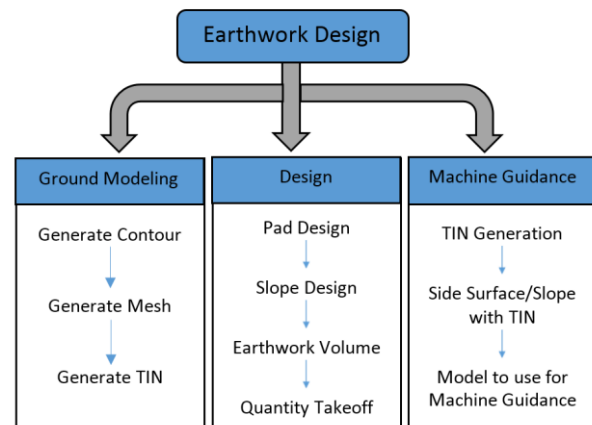 Earthwork Design
Ground Modeling
Generate Contour
Generate Mesh
Generate TIN
Design
Pad Design
Slope Design
Earthwork Volume
Quantity Takeoff
Machine Guidance
TIN Generation
Side Surface/Slope
with TIN
Model to use for
Machine Guidance